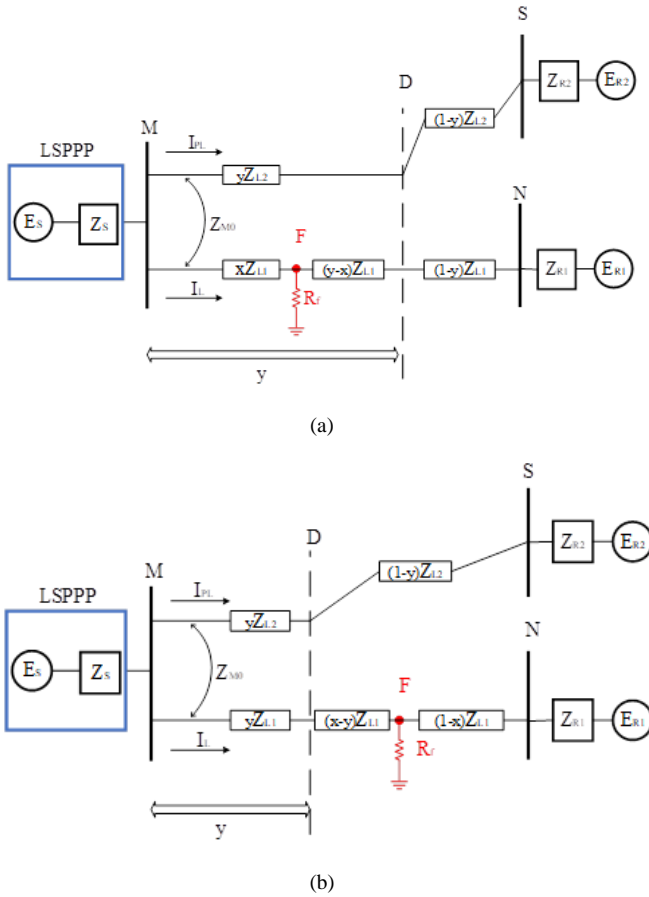 S
D
Z_R2
E_R2
(1-y)Z_L2
M
I_PL
LSPPP
yZ_L2
N
E_S
Z_S
Z_M0
F
xZ_L1
(y-x)Z_L1
(1-y)Z_L1
Z_R1
E_R1
I_L
R_f
y
(a)
S
D
Z_R2
E_R2
(1-y)Z_L2
M
I_PL
LSPPP
yZ_L2
N
E_S
Z_S
Z_M0
F
yZ_L1
(x-y)Z_L1
(1-x)Z_L1
Z_R1
E_R1
I_L
R_f
y
(b)